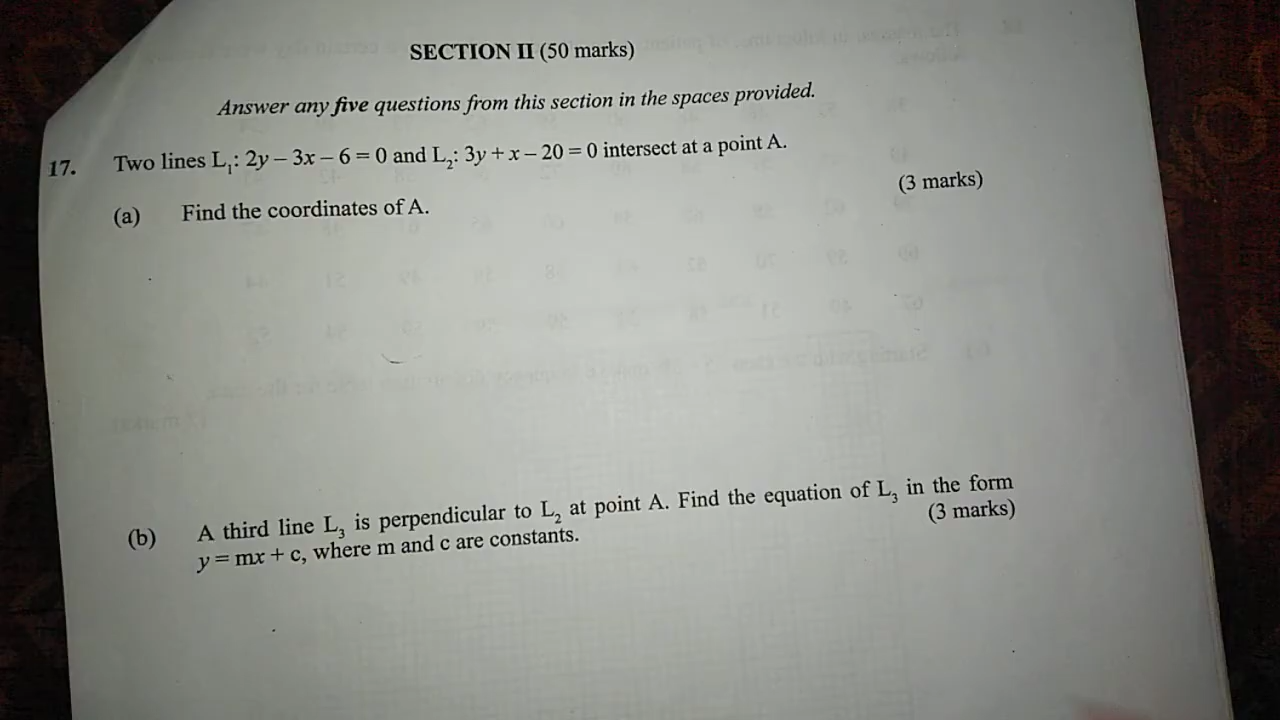 SECTION II (50 marks)
Answer any five questions from this section in the spaces provided.
17. Two lines L₁: 2y – 3x – 6 = 0 and L₂: 3y + x – 20 = 0 intersect at a point A.
(a) Find the coordinates of A. (3 marks)
(b) A third line L₃ is perpendicular to L₂ at point A. Find the equation of L₃ in the form
y = mx + c, where m and c are constants. (3 marks)